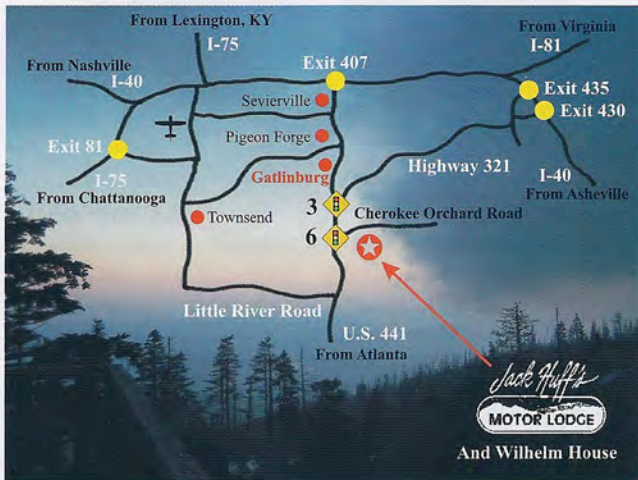 From Lexington, KY
I-75
From Virginia
I-81
From Nashville
I-40
Exit 407
Exit 435
Exit 430
Sevierville
Pigeon Forge
Gatlinburg
Exit 81
I-75
From Chattanooga
Highway 321
I-40
From Asheville
Townsend
3
Cherokee Orchard Road
6
Little River Road
U.S. 441
From Atlanta
Jack Huff's
MOTOR LODGE
And Wilhelm House